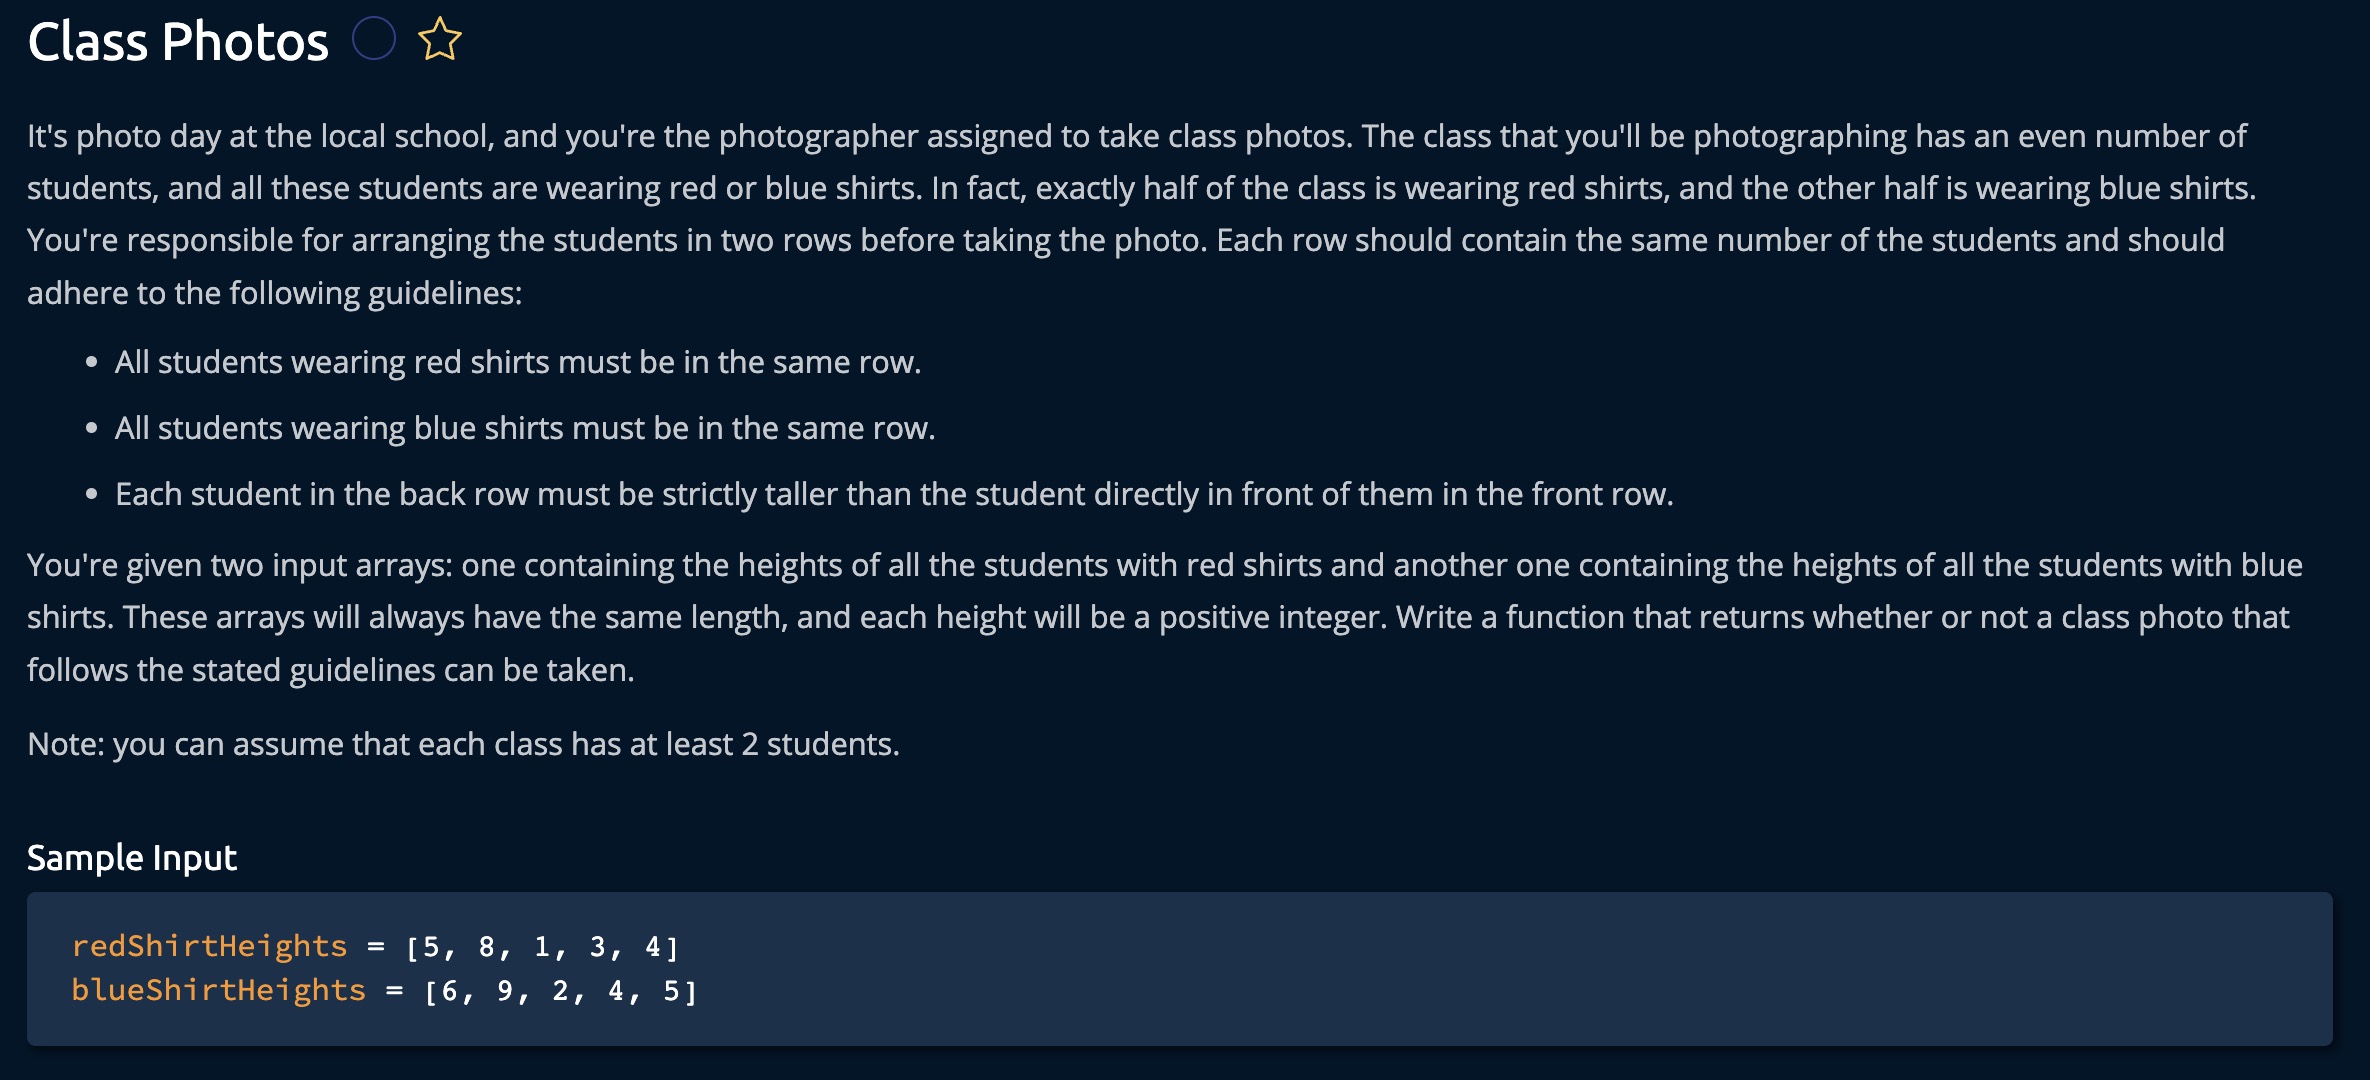 Class Photos
It's photo day at the local school, and you're the photographer assigned to take class photos. The class that you'll be photographing has an even number of
students, and all these students are wearing red or blue shirts. In fact, exactly half of the class is wearing red shirts, and the other half is wearing blue shirts.
You're responsible for arranging the students in two rows before taking the photo. Each row should contain the same number of the students and should
adhere to the following guidelines:
• All students wearing red shirts must be in the same row.
• All students wearing blue shirts must be in the same row.
• Each student in the back row must be strictly taller than the student directly in front of them in the front row.
You're given two input arrays: one containing the heights of all the students with red shirts and another one containing the heights of all the students with blue
shirts. These arrays will always have the same length, and each height will be a positive integer. Write a function that returns whether or not a class photo that
follows the stated guidelines can be taken.
Note: you can assume that each class has at least 2 students.
Sample Input
redShirtHeights = [5, 8, 1, 3, 4]
blueShirtHeights = [6, 9, 2, 4, 5]